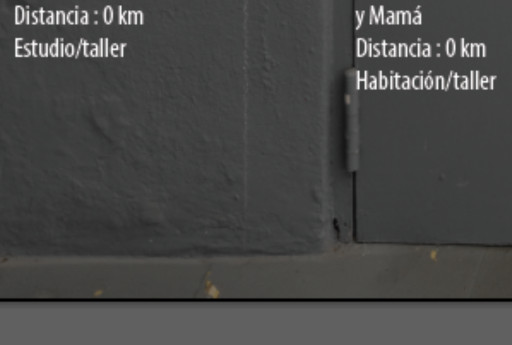 Distancia : 0 km
Estudio/taller
y Mamá
Distancia : 0 km
Habitación/taller